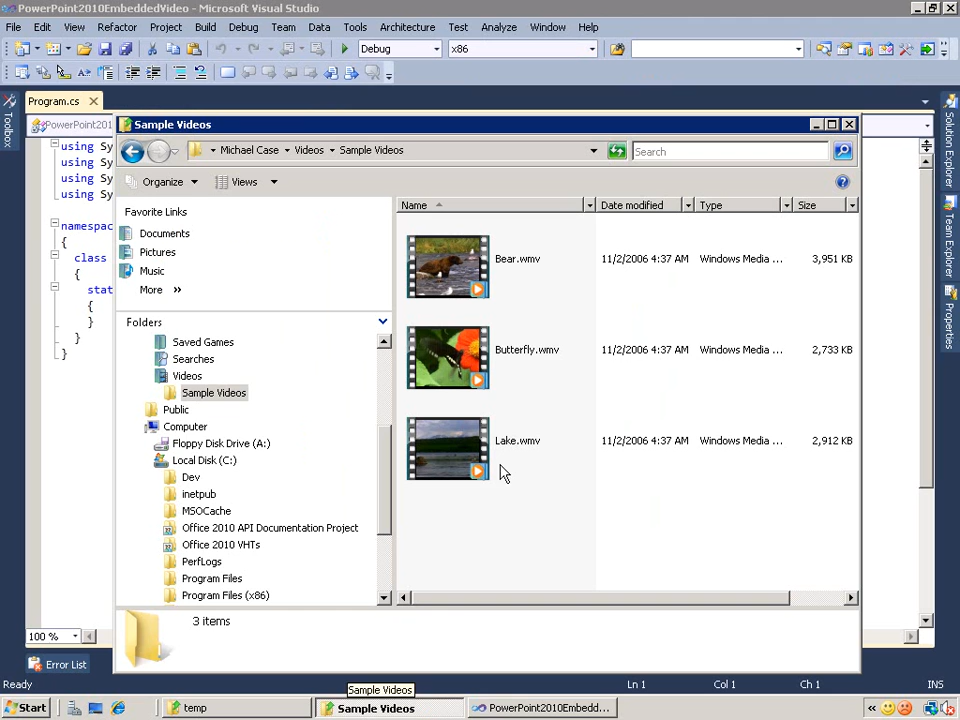 PowerPoint2010EmbeddedVideo - Microsoft Visual Studio
File Edit View Refactor Project Build Debug Team Data Tools Architecture Test Analyze Window Help
Debug x86
Program.cs
PowerPoint201
Toolbox
using Sy
using Sy
using Sy
using Sy
namespac
{
class
{
stat
{
}
}
}
Sample Videos
Michael Case Videos Sample Videos
Search
Organize Views
Favorite Links
Documents
Pictures
Music
More »
Folders
Saved Games
Searches
Videos
Sample Videos
Public
Computer
Floppy Disk Drive (A:)
Local Disk (C:)
Dev
inetpub
MSOCache
Office 2010 API Documentation Project
Office 2010 VHTs
PerfLogs
Program Files
Program Files (x86)
Name Date modified Type Size
Bear.wmv 11/2/2006 4:37 AM Windows Media ... 3,951 KB
Butterfly.wmv 11/2/2006 4:37 AM Windows Media ... 2,733 KB
Lake.wmv 11/2/2006 4:37 AM Windows Media ... 2,912 KB
3 items
Solution Explorer
Team Explorer
Properties
100 %
Error List
Ready Ln 1 Col 1 Ch 1 INS
Sample Videos
Start temp Sample Videos PowerPoint2010Embedd... «